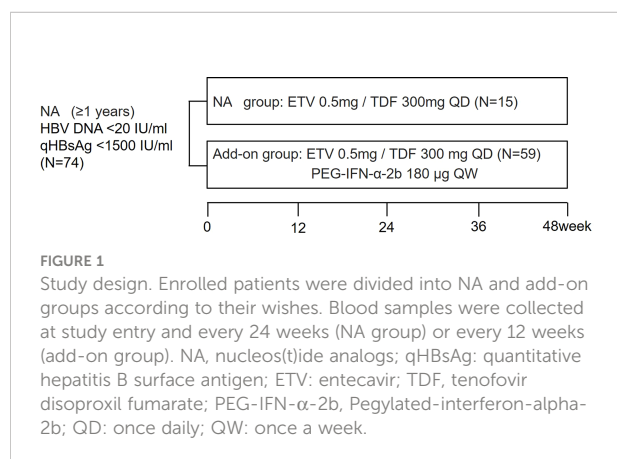 NA (≥1 years)
HBV DNA <20 IU/ml
qHBsAg <1500 IU/ml
(N=74)
NA group: ETV 0.5mg / TDF 300mg QD (N=15)
Add-on group: ETV 0.5mg / TDF 300 mg QD (N=59)
PEG-IFN-α-2b 180 μg QW
0 12 24 36 48week
FIGURE 1
Study design. Enrolled patients were divided into NA and add-on
groups according to their wishes. Blood samples were collected
at study entry and every 24 weeks (NA group) or every 12 weeks
(add-on group). NA, nucleos(t)ide analogs; qHBsAg: quantitative
hepatitis B surface antigen; ETV: entecavir; TDF, tenofovir
disoproxil fumarate; PEG-IFN-α-2b, Pegylated-interferon-alpha-
2b; QD: once daily; QW: once a week.